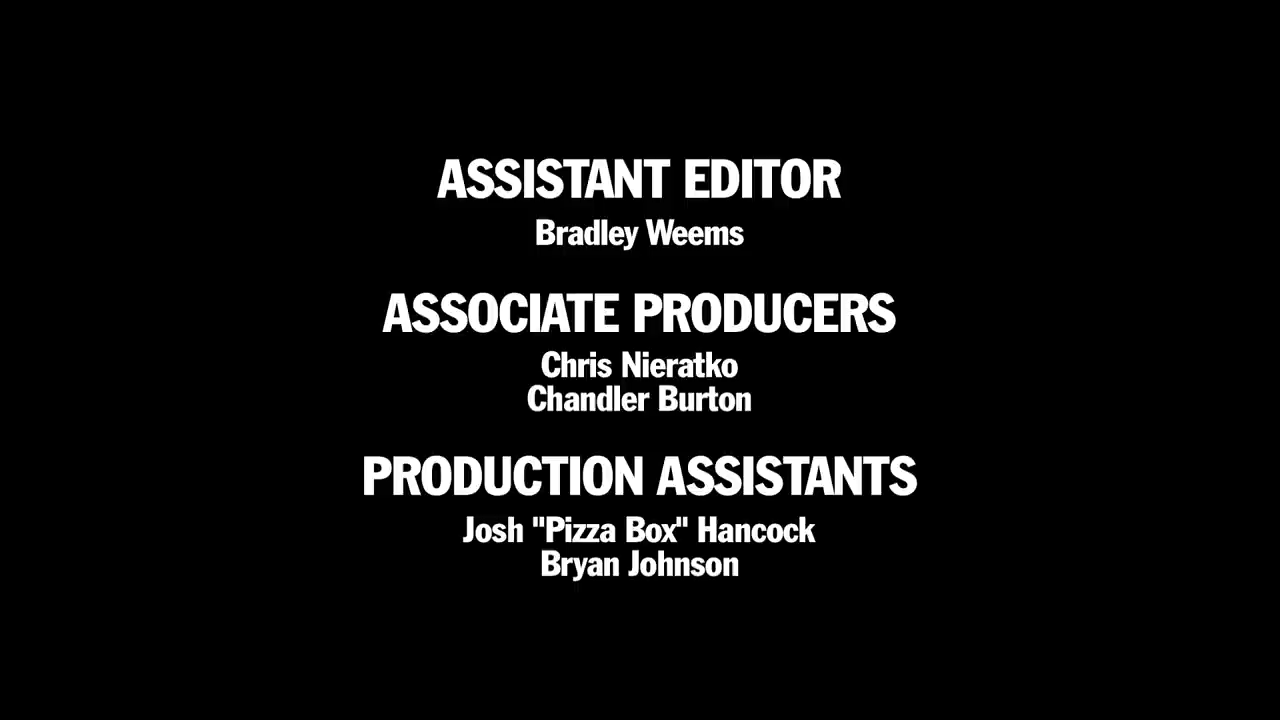 ASSISTANT EDITOR
Bradley Weems
ASSOCIATE PRODUCERS
Chris Nieratko
Chandler Burton
PRODUCTION ASSISTANTS
Josh "Pizza Box" Hancock
Bryan Johnson